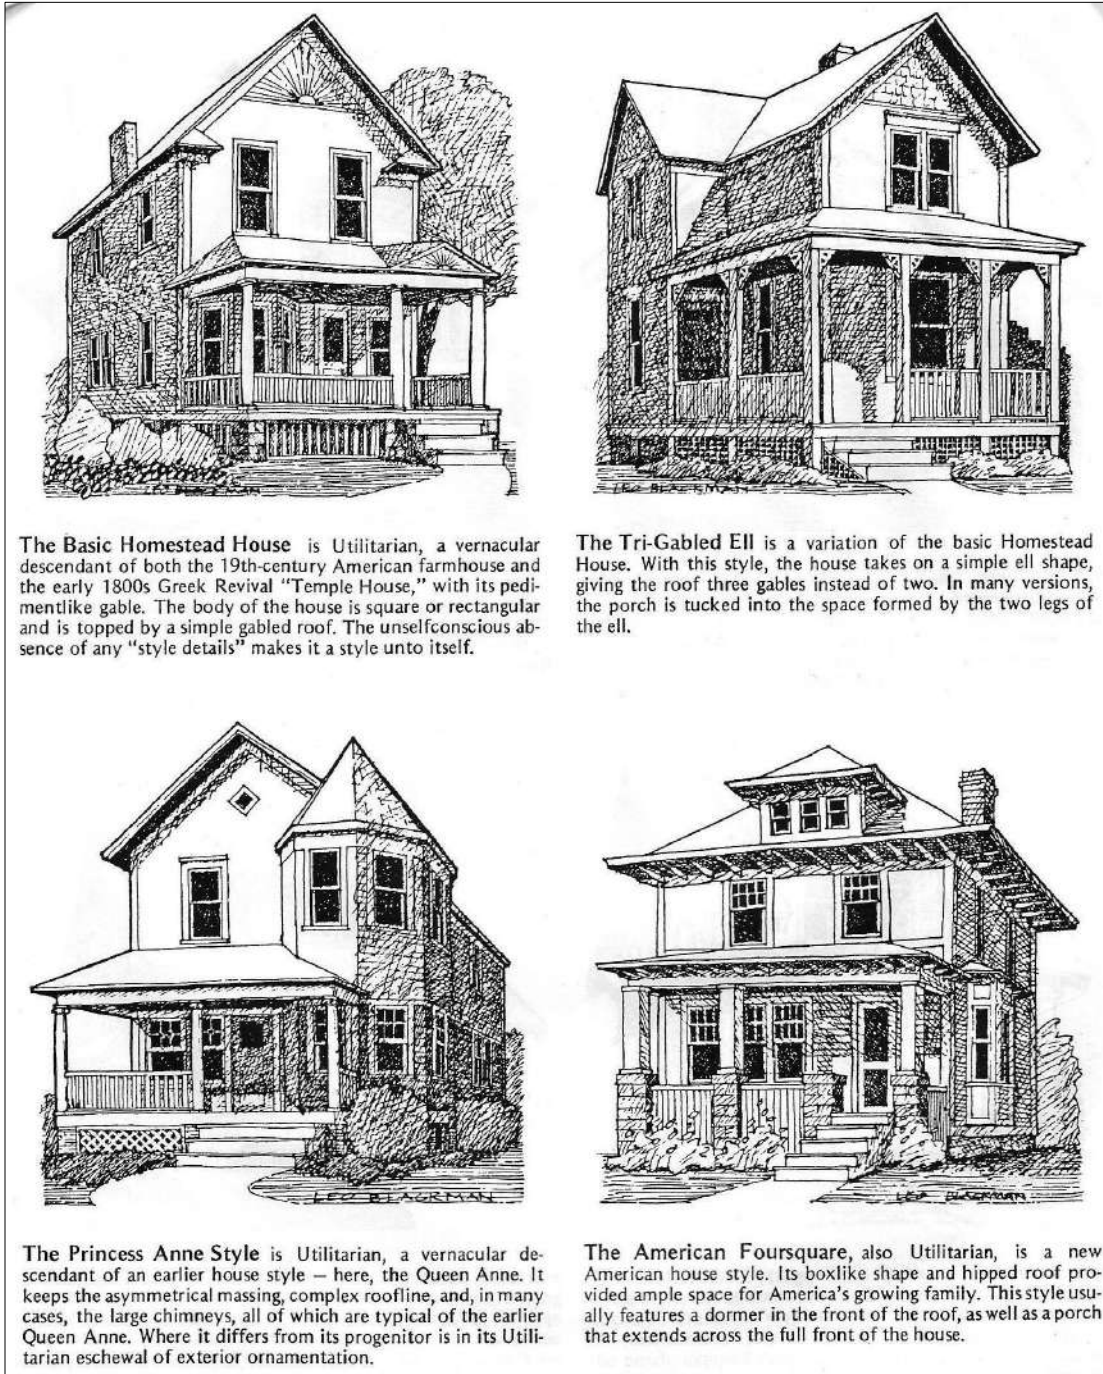 LEO BLACKMAN
LEO BLACKMAN
The Basic Homestead House is Utilitarian, a vernacular
descendant of both the 19th-century American farmhouse and
the early 1800s Greek Revival “Temple House,” with its pedi-
mentlike gable. The body of the house is square or rectangular
and is topped by a simple gabled roof. The unselfconscious ab-
sence of any “style details” makes it a style unto itself.
The Tri-Gabled Ell is a variation of the basic Homestead
House. With this style, the house takes on a simple ell shape,
giving the roof three gables instead of two. In many versions,
the porch is tucked into the space formed by the two legs of
the ell.
LEO BLACKMAN
LEO BLACKMAN
The Princess Anne Style is Utilitarian, a vernacular de-
scendant of an earlier house style — here, the Queen Anne. It
keeps the asymmetrical massing, complex roofline, and, in many
cases, the large chimneys, all of which are typical of the earlier
Queen Anne. Where it differs from its progenitor is in its Utili-
tarian eschewal of exterior ornamentation.
The American Foursquare, also Utilitarian, is a new
American house style. Its boxlike shape and hipped roof pro-
vided ample space for America's growing family. This style usu-
ally features a dormer in the front of the roof, as well as a porch
that extends across the full front of the house.